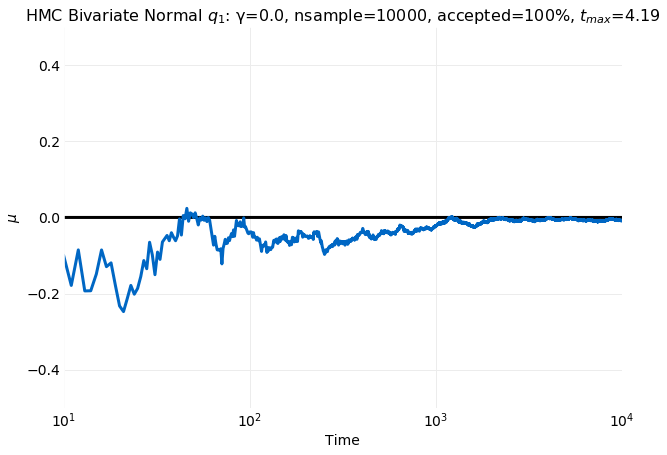 HMC Bivariate Normal q₁: γ=0.0, nsample=10000, accepted=100%, tₘₐₓ=4.19
0.4
0.2
0.0
−0.2
−0.4
μ
10¹ 10² 10³ 10⁴
Time